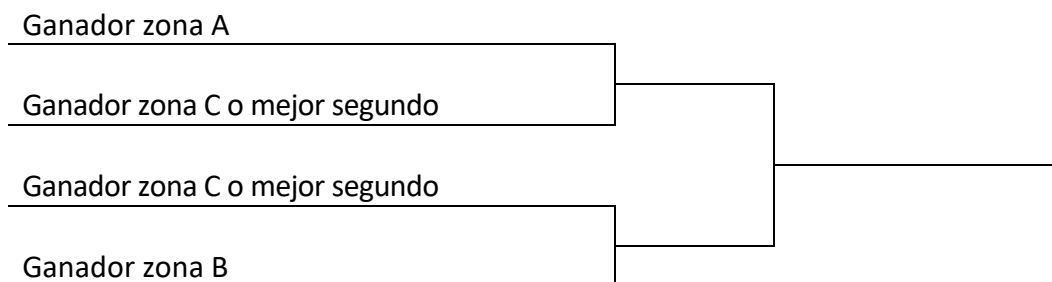 Ganador zona A
Ganador zona C o mejor segundo
Ganador zona C o mejor segundo
Ganador zona B